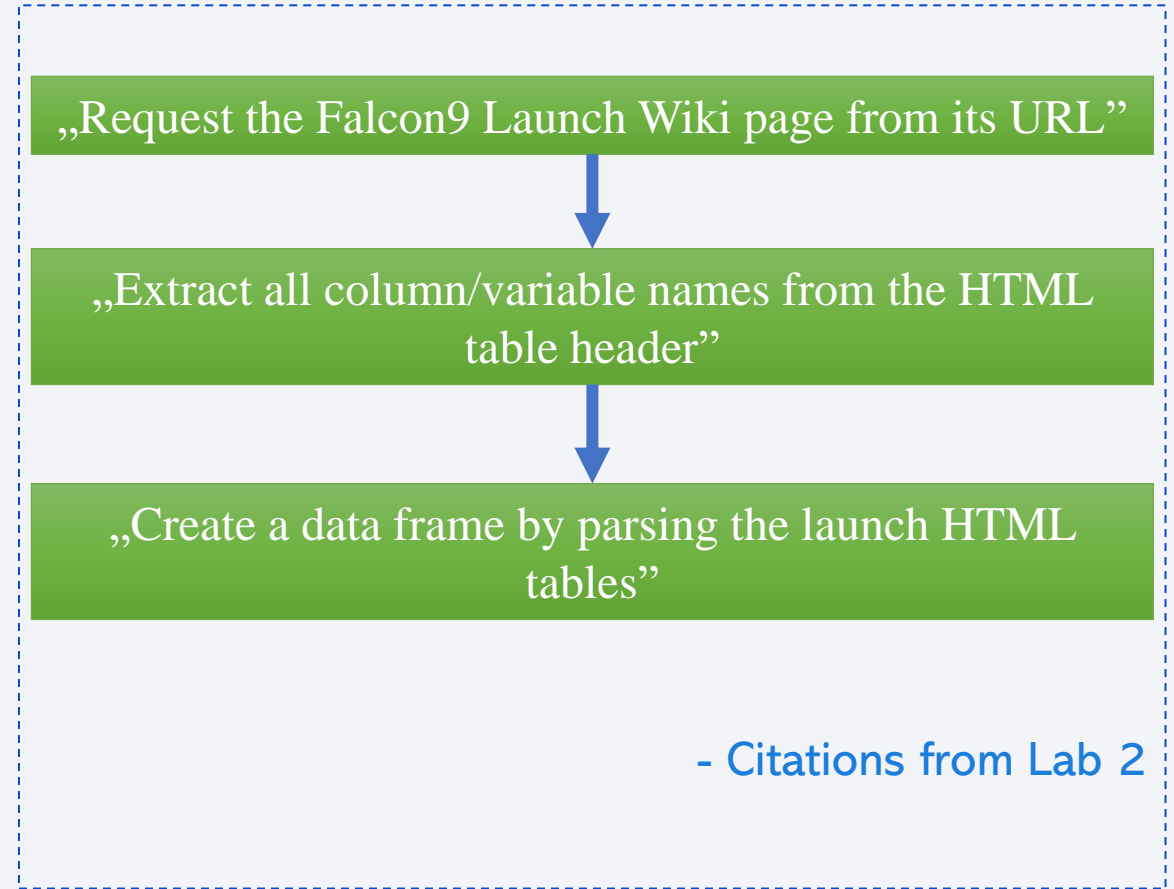 „Request the Falcon9 Launch Wiki page from its URL”
„Extract all column/variable names from the HTML
table header”
„Create a data frame by parsing the launch HTML
tables”
- Citations from Lab 2